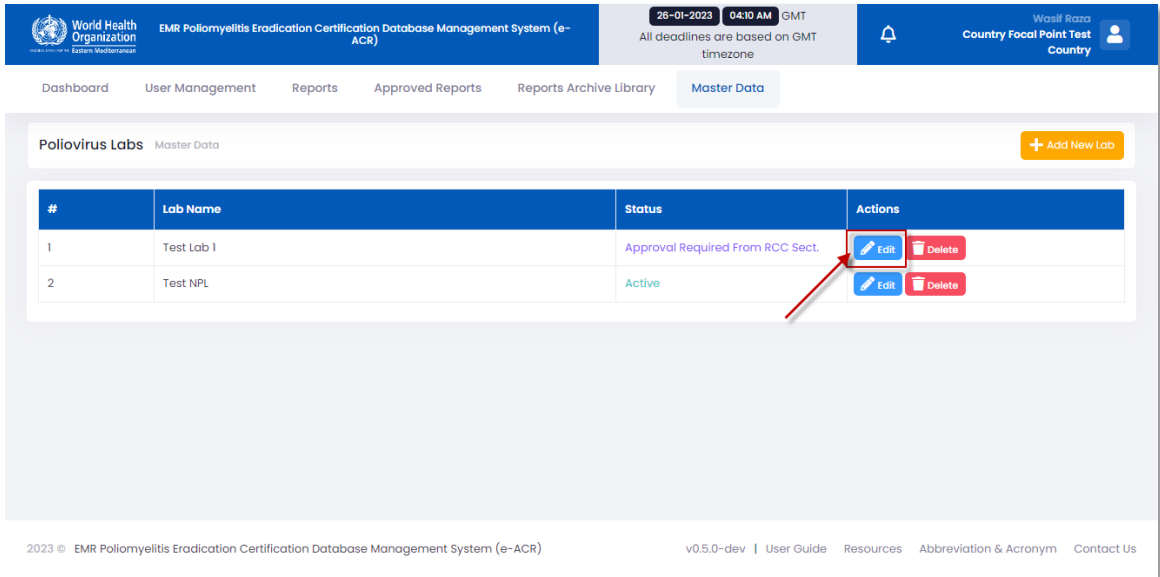 World Health
Organization
Eastern Mediterranean
EMR Poliomyelitis Eradication Certification Database Management System (e-
ACR)
26-01-2023 04:10 AM GMT
All deadlines are based on GMT
timezone
Wasif Raza
Country Focal Point Test
Country
Dashboard User Management Reports Approved Reports Reports Archive Library Master Data
Poliovirus Labs Master Data
Add New Lab
# Lab Name Status Actions
1 Test Lab 1 Approval Required From RCC Sect. Edit Delete
2 Test NPL Active Edit Delete
2023 © EMR Poliomyelitis Eradication Certification Database Management System (e-ACR) v0.5.0-dev | User Guide Resources Abbreviation & Acronym Contact Us